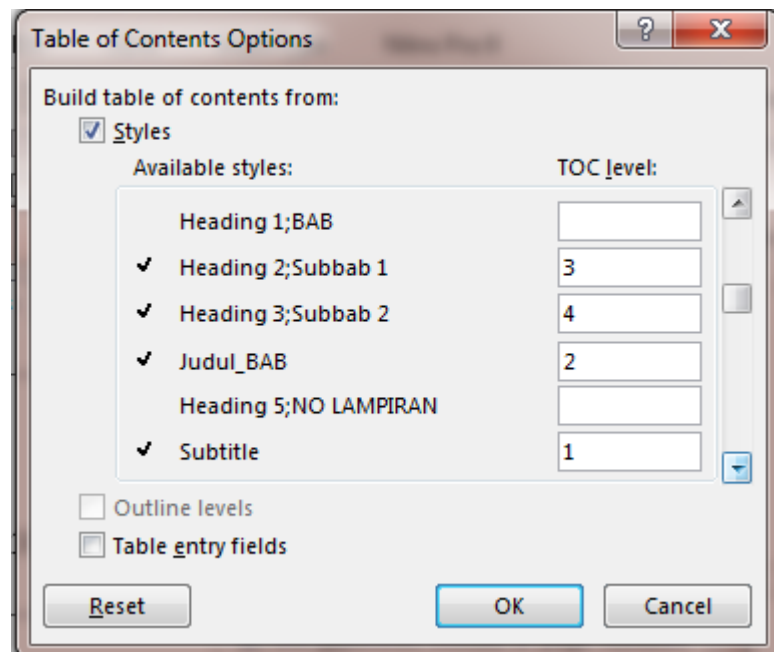 Table of Contents Options
Build table of contents from:
Styles
Available styles: TOC level:
Heading 1;BAB
Heading 2;Subbab 1 3
Heading 3;Subbab 2 4
Judul_BAB 2
Heading 5;NO LAMPIRAN
Subtitle 1
Outline levels
Table entry fields
Reset OK Cancel